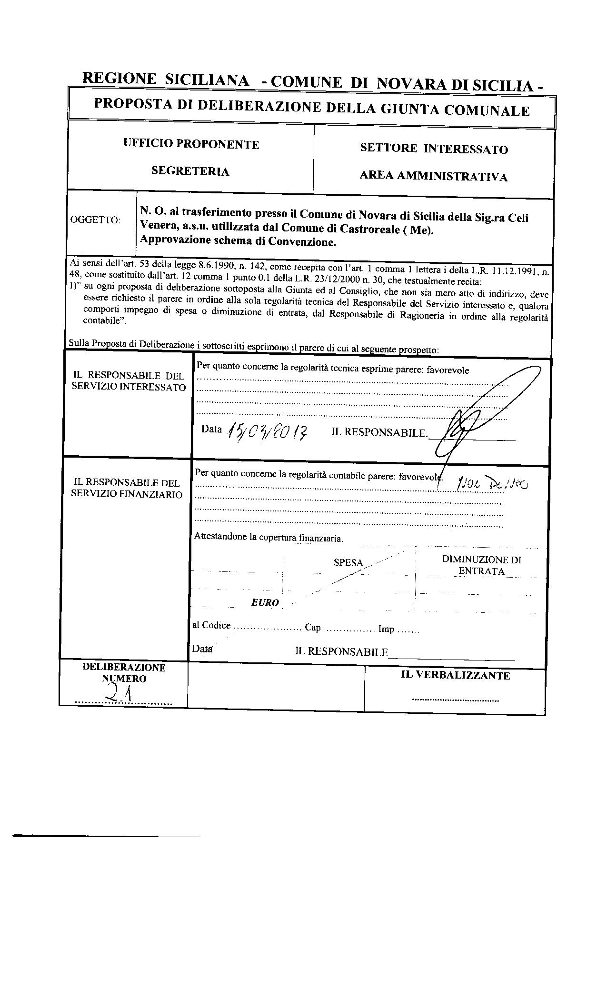 REGIONE SICILIANA - COMUNE DI NOVARA DI SICILIA -
PROPOSTA DI DELIBERAZIONE DELLA GIUNTA COMUNALE
UFFICIO PROPONENTE
SEGRETERIA
SETTORE INTERESSATO
AREA AMMINISTRATIVA
OGGETTO:
N. O. al trasferimento presso il Comune di Novara di Sicilia della Sig.ra Celi
Venera, a.s.u. utilizzata dal Comune di Castroreale ( Me).
Approvazione schema di Convenzione.
Ai sensi dell'art. 53 della legge 8.6.1990, n. 142, come recepita con l'art. 1 comma 1 lettera i della L.R. 11.12.1991, n.
48, come sostituito dall'art. 12 comma 1 punto 0.1 della L.R. 23/12/2000 n. 30, che testualmente recita:
1)" su ogni proposta di deliberazione sottoposta alla Giunta ed al Consiglio, che non sia mero atto di indirizzo, deve
essere richiesto il parere in ordine alla sola regolarità tecnica del Responsabile del Servizio interessato e, qualora
comporti impegno di spesa o diminuzione di entrata, dal Responsabile di Ragioneria in ordine alla regolarità
contabile".
Sulla Proposta di Deliberazione i sottoscritti esprimono il parere di cui al seguente prospetto:
IL RESPONSABILE DEL
SERVIZIO INTERESSATO
Per quanto concerne la regolarità tecnica esprime parere: favorevole
Data 15/03/2013 IL RESPONSABILE.
IL RESPONSABILE DEL
SERVIZIO FINANZIARIO
Per quanto concerne la regolarità contabile parere: favorevole.
Attestandone la copertura finanziaria.
SPESA
DIMINUZIONE DI
ENTRATA
EURO
al Codice ..................... Cap ............... Imp .......
Data IL RESPONSABILE
DELIBERAZIONE
NUMERO
21
IL VERBALIZZANTE